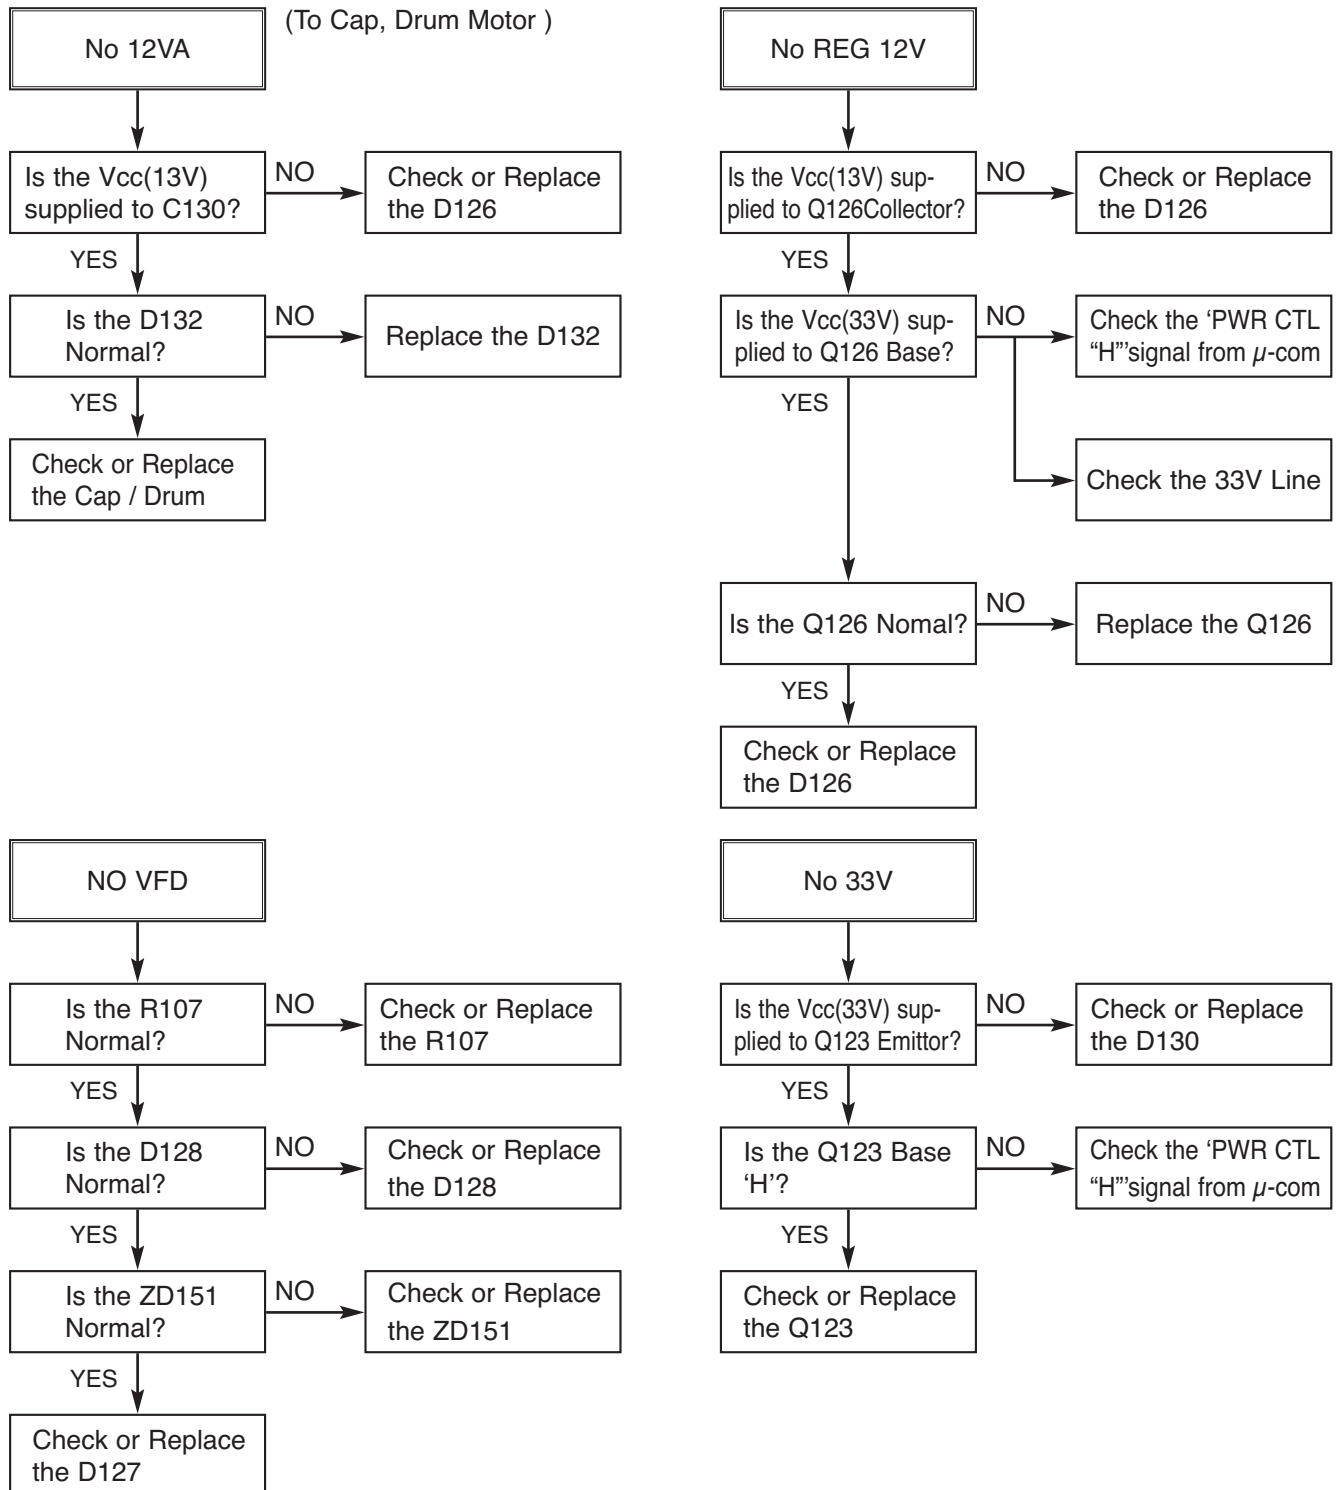 No 12VA
(To Cap, Drum Motor )
Is the Vcc(13V)
supplied to C130?
NO
Check or Replace
the D126
YES
Is the D132
Normal?
NO
Replace the D132
YES
Check or Replace
the Cap / Drum
No REG 12V
Is the Vcc(13V) sup-
plied to Q126Collector?
NO
Check or Replace
the D126
YES
Is the Vcc(33V) sup-
plied to Q126 Base?
NO
Check the ‘PWR CTL
“H”’signal from µ-com
Check the 33V Line
YES
Is the Q126 Nomal?
NO
Replace the Q126
YES
Check or Replace
the D126
NO VFD
Is the R107
Normal?
NO
Check or Replace
the R107
YES
Is the D128
Normal?
NO
Check or Replace
the D128
YES
Is the ZD151
Normal?
NO
Check or Replace
the ZD151
YES
Check or Replace
the D127
No 33V
Is the Vcc(33V) sup-
plied to Q123 Emittor?
NO
Check or Replace
the D130
YES
Is the Q123 Base
‘H’?
NO
Check the ‘PWR CTL
“H”’signal from µ-com
YES
Check or Replace
the Q123